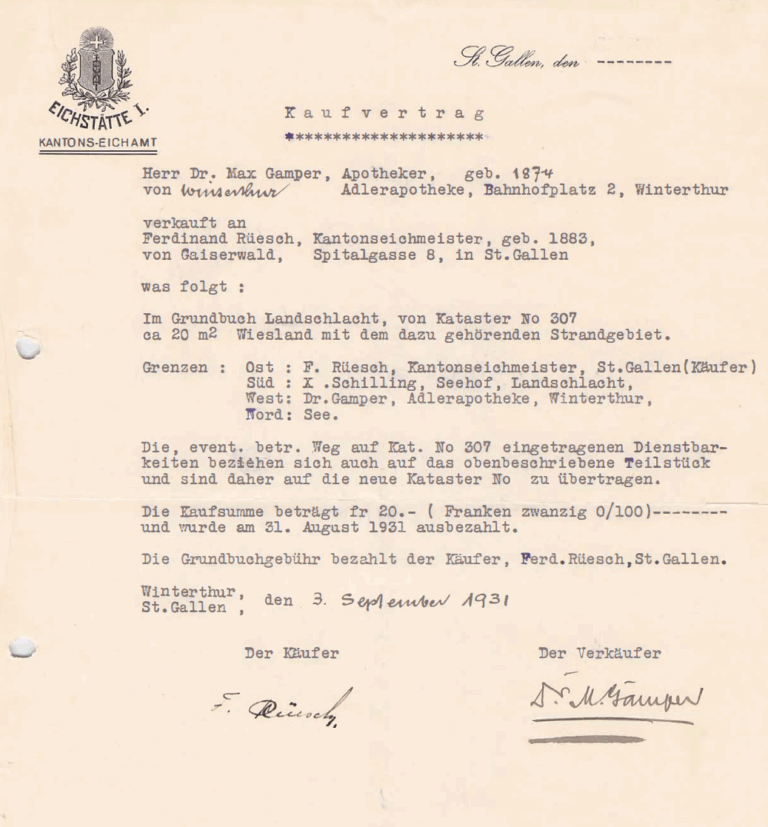 St. Gallen, den --------
EICHSTÄTTE I.
KANTONS-EICHAMT
Kaufvertrag
*********************
Herr Dr. Max Gamper, Apotheker, geb. 1874
von Winterthur Adlerapotheke, Bahnhofplatz 2, Winterthur
verkauft an
Ferdinand Rüesch, Kantonseichmeister, geb. 1883,
von Gaiserwald, Spitalgasse 8, in St.Gallen
was folgt :
Im Grundbuch Landschlacht, von Kataster No 307
ca 20 m2 Wiesland mit dem dazu gehörenden Strandgebiet.
Grenzen : Ost : F. Rüesch, Kantonseichmeister, St.Gallen(Käufer)
Süd : X .Schilling, Seehof, Landschlacht,
West: Dr.Gamper, Adlerapotheke, Winterthur,
Nord: See.
Die, event. betr. Weg auf Kat. No 307 eingetragenen Dienstbar-
keiten beziehen sich auch auf das obenbeschriebene Teilstück
und sind daher auf die neue Kataster No zu übertragen.
Die Kaufsumme beträgt fr 20.- ( Franken zwanzig 0/100)--------
und wurde am 31. August 1931 ausbezahlt.
Die Grundbuchgebühr bezahlt der Käufer, Ferd.Rüesch,St.Gallen.
Winterthur,
St.Gallen , den 3. September 1931
Der Käufer Der Verkäufer
F. Rüesch, Dr M. Gamper